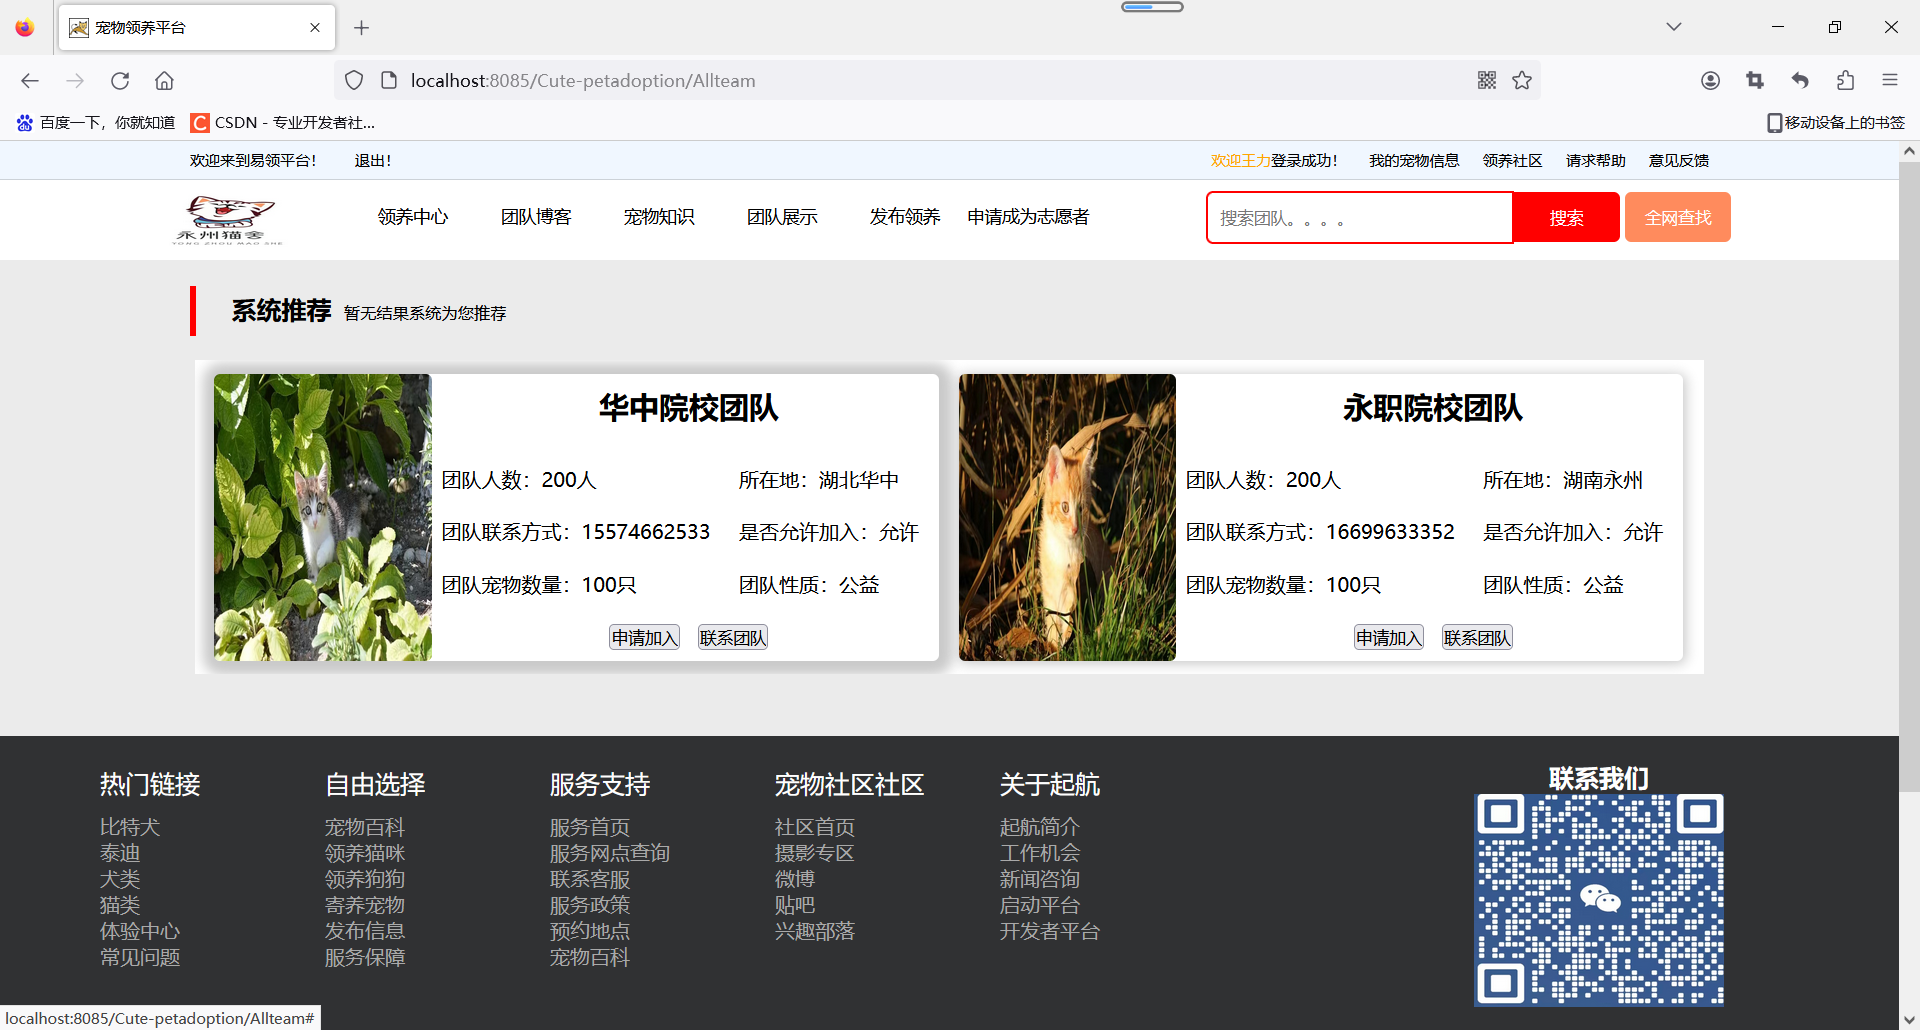 宠物领养平台
localhost:8085/Cute-petadoption/Allteam
百度一下，你就知道
CSDN - 专业开发者社...
移动设备上的书签
欢迎来到易领平台！
退出！
欢迎王力登录成功！
我的宠物信息
领养社区
请求帮助
意见反馈
永州猫舍
YONG ZHOU MAO SHE
领养中心
团队博客
宠物知识
团队展示
发布领养
申请成为志愿者
搜索团队。。。。
搜索
全网查找
系统推荐 暂无结果系统为您推荐
华中院校团队
团队人数：200人
所在地：湖北华中
团队联系方式：15574662533
是否允许加入：允许
团队宠物数量：100只
团队性质：公益
申请加入
联系团队
永职院校团队
团队人数：200人
所在地：湖南永州
团队联系方式：16699633352
是否允许加入：允许
团队宠物数量：100只
团队性质：公益
申请加入
联系团队
热门链接
比特犬
泰迪
犬类
猫类
体验中心
常见问题
自由选择
宠物百科
领养猫咪
领养狗狗
寄养宠物
发布信息
服务保障
服务支持
服务首页
服务网点查询
联系客服
服务政策
预约地点
宠物百科
宠物社区社区
社区首页
摄影专区
微博
贴吧
兴趣部落
关于起航
起航简介
工作机会
新闻咨询
启动平台
开发者平台
联系我们
localhost:8085/Cute-petadoption/Allteam#